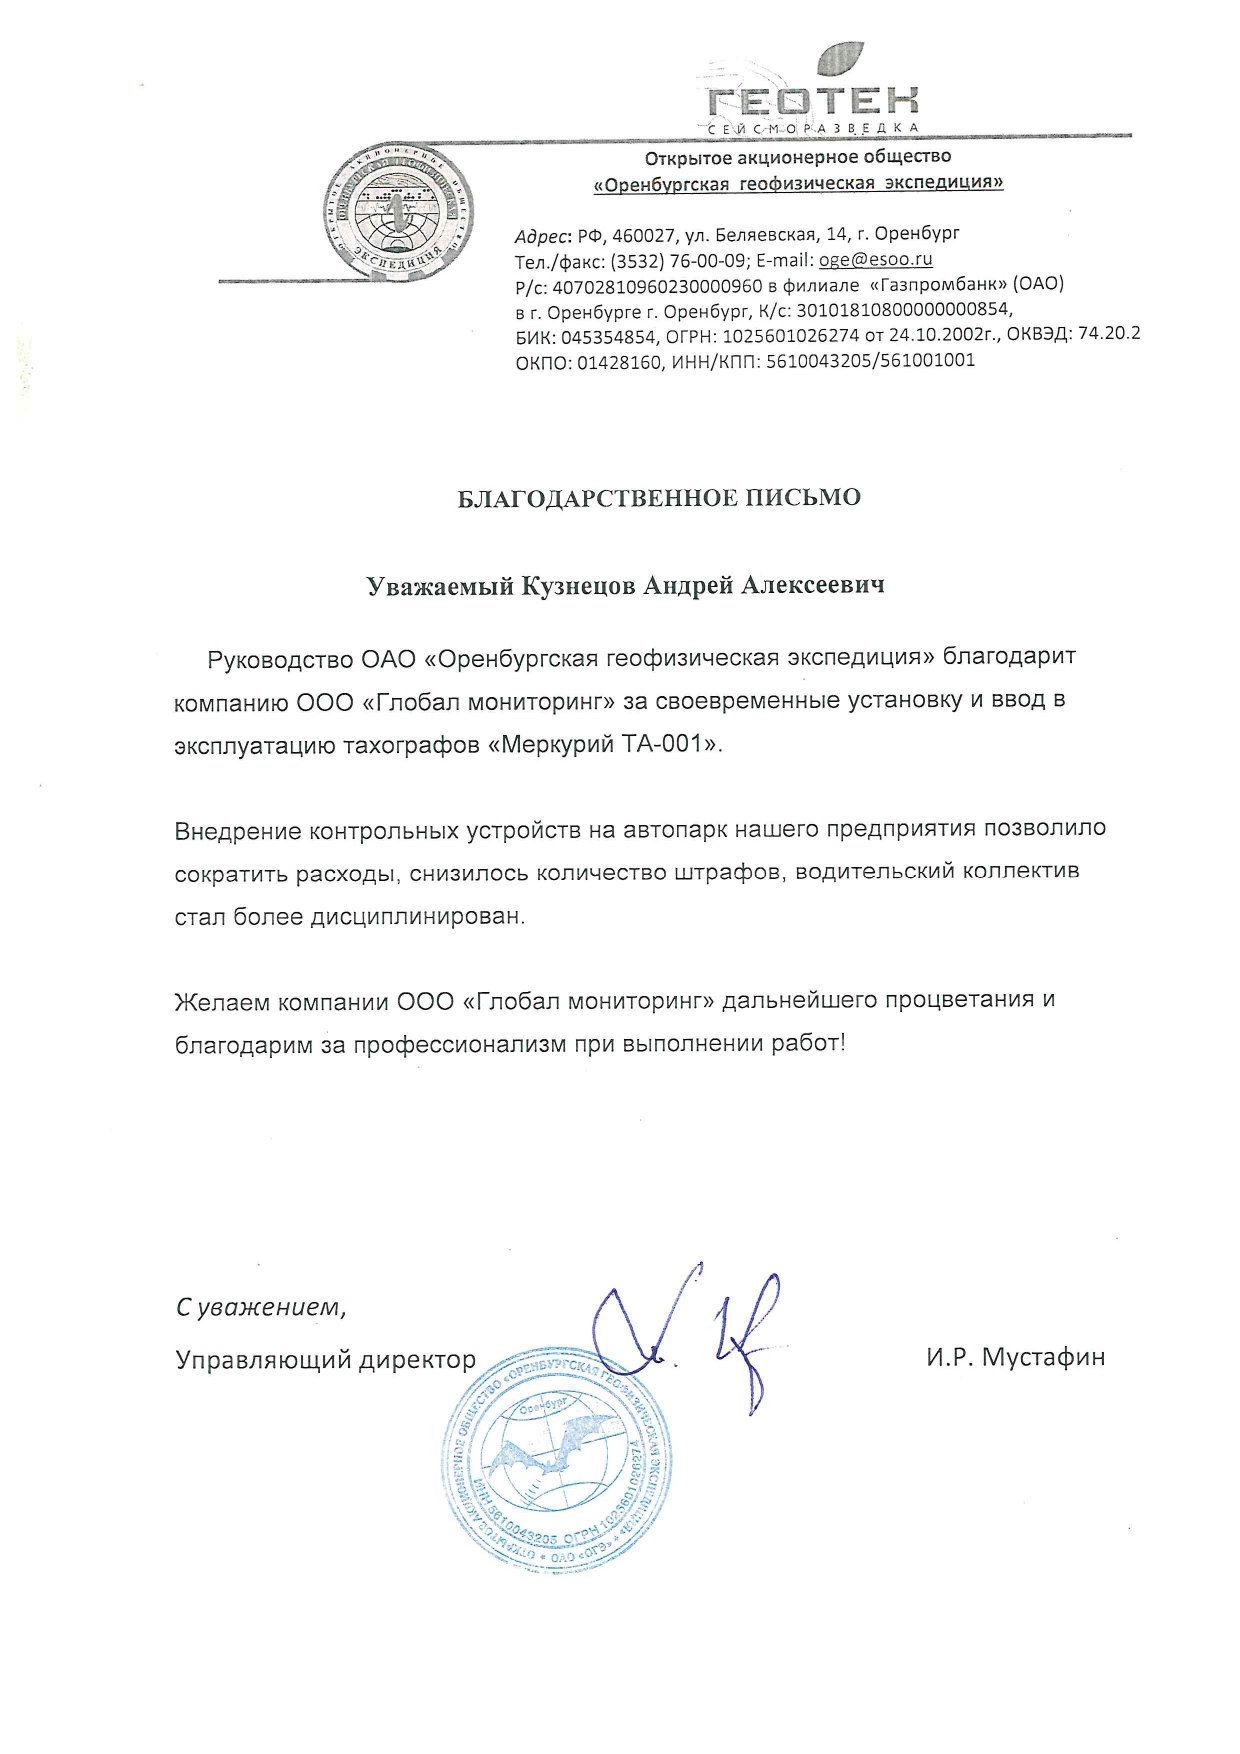 ГЕОТЕК
СЕЙСМОРАЗВЕДКА
Открытое акционерное общество
«Оренбургская геофизическая экспедиция»
ОТКРЫТОЕ АКЦИОНЕРНОЕ ОБЩЕСТВО
ЭКСПЕДИЦИЯ
Адрес: РФ, 460027, ул. Беляевская, 14, г. Оренбург
Тел./факс: (3532) 76-00-09; E-mail: oge@esoo.ru
Р/с: 40702810960230000960 в филиале «Газпромбанк» (ОАО)
в г. Оренбурге г. Оренбург, К/с: 30101810800000000854,
БИК: 045354854, ОГРН: 1025601026274 от 24.10.2002г., ОКВЭД: 74.20.2
ОКПО: 01428160, ИНН/КПП: 5610043205/561001001
БЛАГОДАРСТВЕННОЕ ПИСЬМО
Уважаемый Кузнецов Андрей Алексеевич
Руководство ОАО «Оренбургская геофизическая экспедиция» благодарит
компанию ООО «Глобал мониторинг» за своевременные установку и ввод в
эксплуатацию тахографов «Меркурий ТА-001».
Внедрение контрольных устройств на автопарк нашего предприятия позволило
сократить расходы, снизилось количество штрафов, водительский коллектив
стал более дисциплинирован.
Желаем компании ООО «Глобал мониторинг» дальнейшего процветания и
благодарим за профессионализм при выполнении работ!
С уважением,
Управляющий директор
И.Р. Мустафин
ОТКРЫТОЕ АКЦИОНЕРНОЕ ОБЩЕСТВО «ОРЕНБУРГСКАЯ ГЕОФИЗИЧЕСКАЯ ЭКСПЕДИЦИЯ»
ОАО «ОГЭ»
Оренбург
ИНН 5610043205 ОГРН 1025601026274